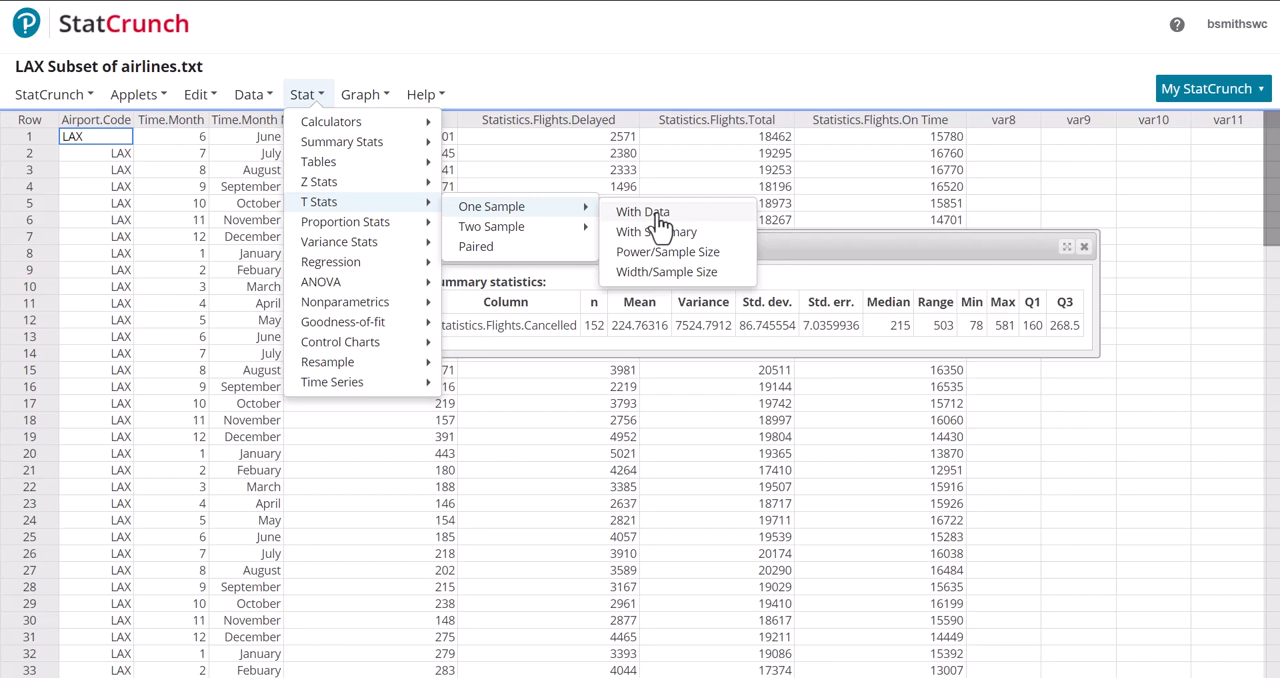 StatCrunch
bsmithswc
LAX Subset of airlines.txt
StatCrunch Applets Edit Data Stat Graph Help
My StatCrunch
Row Airport.Code Time.Month Time.Month Statistics.Flights.Delayed Statistics.Flights.Total Statistics.Flights.On Time var8 var9 var10 var11
1 LAX 6 June 01 2571 18462 15780
2 LAX 7 July 45 2380 19295 16760
3 LAX 8 August 41 2333 19253 16770
4 LAX 9 September 71 1496 18196 16520
5 LAX 10 October 18973 15851
6 LAX 11 November 18267 14701
7 LAX 12 December
8 LAX 1 January
9 LAX 2 Febuary
10 LAX 3 March
11 LAX 4 April
12 LAX 5 May
13 LAX 6 June
14 LAX 7 July
15 LAX 8 August 71 3981 20511 16350
16 LAX 9 September 16 2219 19144 16535
17 LAX 10 October 219 3793 19742 15712
18 LAX 11 November 157 2756 18997 16060
19 LAX 12 December 391 4952 19804 14430
20 LAX 1 January 443 5021 19365 13870
21 LAX 2 Febuary 180 4264 17410 12951
22 LAX 3 March 188 3385 19507 15916
23 LAX 4 April 146 2637 18717 15926
24 LAX 5 May 154 2821 19711 16722
25 LAX 6 June 185 4057 19539 15283
26 LAX 7 July 218 3910 20174 16038
27 LAX 8 August 202 3589 20290 16484
28 LAX 9 September 215 3167 19029 15635
29 LAX 10 October 238 2961 19410 16199
30 LAX 11 November 148 2877 18617 15590
31 LAX 12 December 275 4465 19211 14449
32 LAX 1 January 279 3393 19086 15392
33 LAX 2 Febuary 283 4044 17374 13007
Calculators
Summary Stats
Tables
Z Stats
T Stats
Proportion Stats
Variance Stats
Regression
ANOVA
Nonparametrics
Goodness-of-fit
Control Charts
Resample
Time Series
One Sample
Two Sample
Paired
With Data
With Summary
Power/Sample Size
Width/Sample Size
ummary statistics:
Column n Mean Variance Std. dev. Std. err. Median Range Min Max Q1 Q3
tatistics.Flights.Cancelled 152 224.76316 7524.7912 86.745554 7.0359936 215 503 78 581 160 268.5